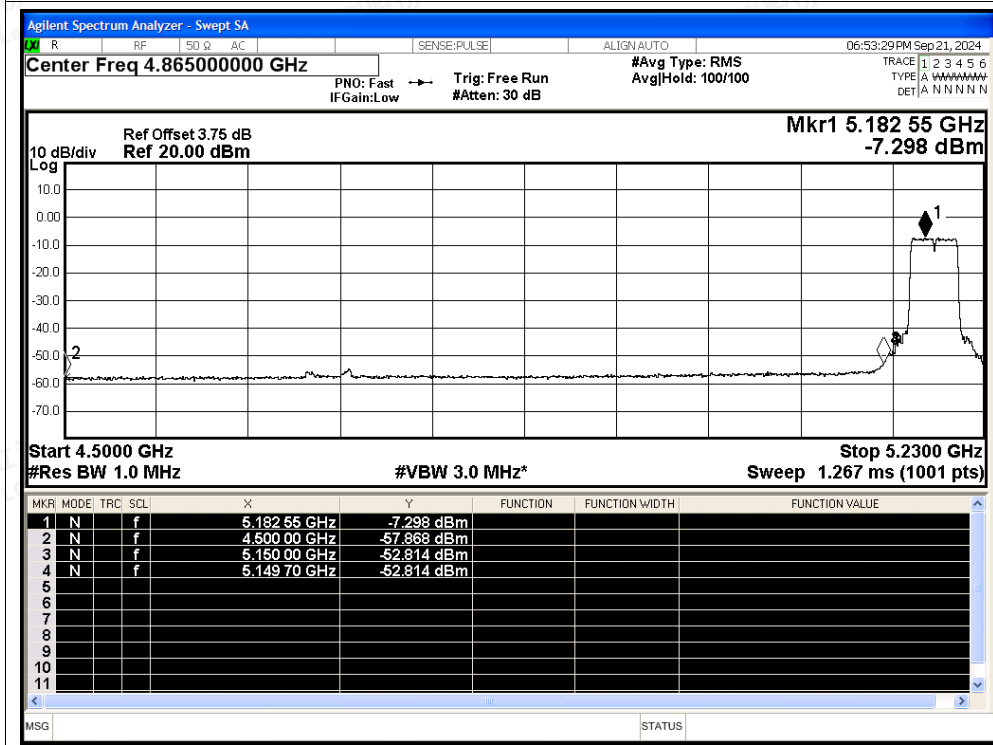 Agilent Spectrum Analyzer - Swept SA
LXI R RF 50 Ω AC SENSE:PULSE ALIGN AUTO 06:53:29 PM Sep 21, 2024
Center Freq 4.865000000 GHz
PNO: Fast
IFGain:Low
Trig: Free Run
#Atten: 30 dB
#Avg Type: RMS
Avg|Hold: 100/100
TRACE 1 2 3 4 5 6
TYPE A WWWWW
DET A N N N N N
Ref Offset 3.75 dB
Ref 20.00 dBm
10 dB/div
Log
Mkr1 5.182 55 GHz
-7.298 dBm
10.0
0.00
-10.0
-20.0
-30.0
-40.0
-50.0
-60.0
-70.0
1
2
Start 4.5000 GHz Stop 5.2300 GHz
#Res BW 1.0 MHz #VBW 3.0 MHz* Sweep 1.267 ms (1001 pts)
MKR MODE TRC SCL X Y FUNCTION FUNCTION WIDTH FUNCTION VALUE
1 N f 5.182 55 GHz -7.298 dBm
2 N f 4.500 00 GHz -57.868 dBm
3 N f 5.150 00 GHz -52.814 dBm
4 N f 5.149 70 GHz -52.814 dBm
5
6
7
8
9
10
11
MSG STATUS